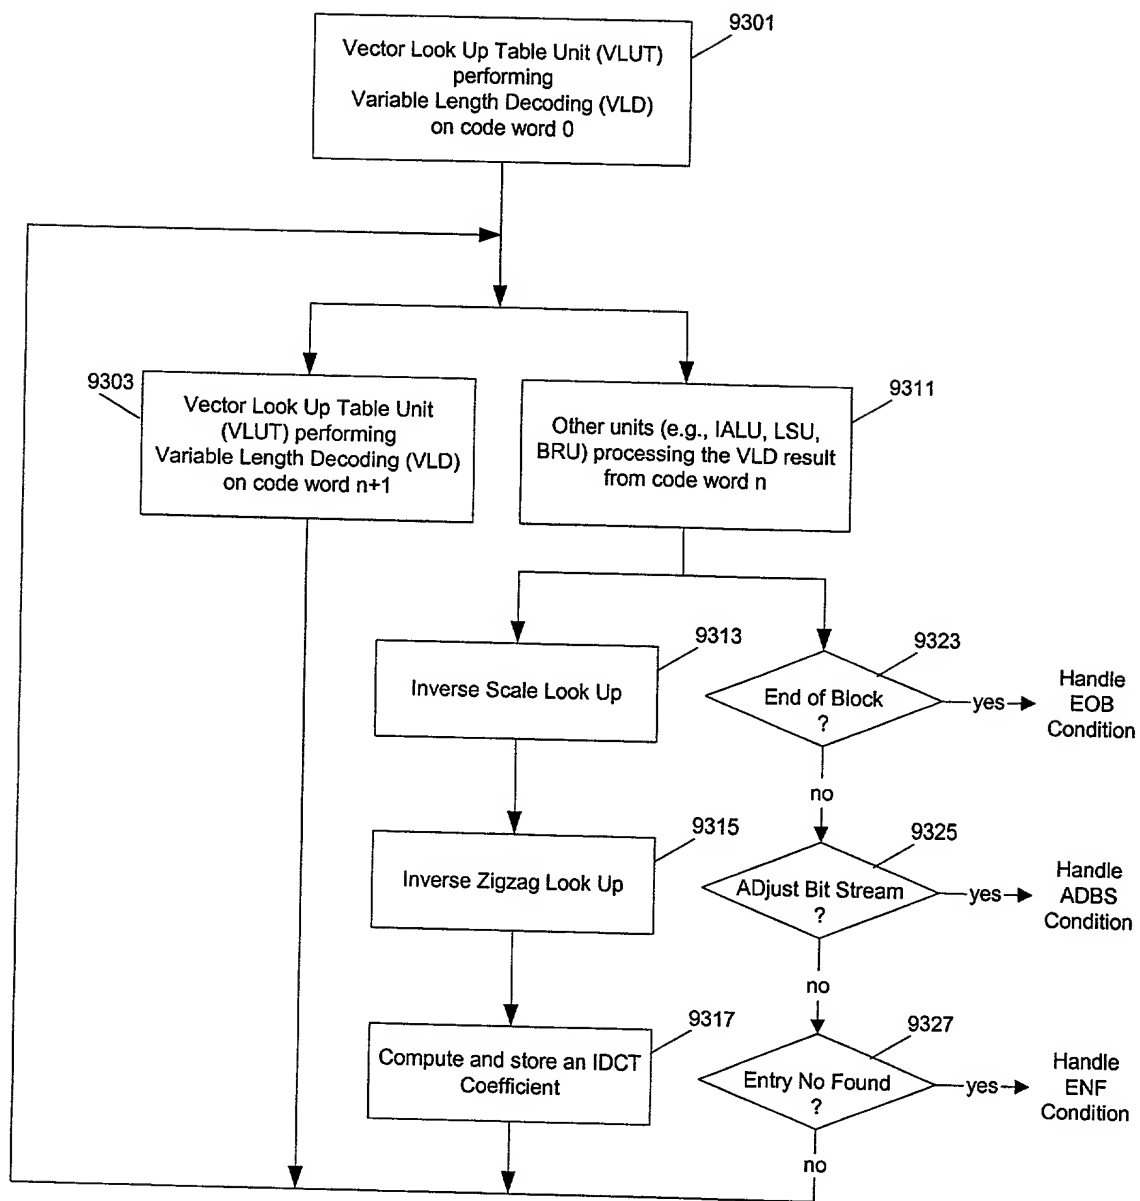 9301
Vector Look Up Table Unit (VLUT)
performing
Variable Length Decoding (VLD)
on code word 0
9303
Vector Look Up Table Unit
(VLUT) performing
Variable Length Decoding (VLD)
on code word n+1
9311
Other units (e.g., IALU, LSU,
BRU) processing the VLD result
from code word n
9313
Inverse Scale Look Up
9323
End of Block
?
yes
Handle
EOB
Condition
no
9315
Inverse Zigzag Look Up
9325
ADjust Bit Stream
?
yes
Handle
ADBS
Condition
no
9317
Compute and store an IDCT
Coefficient
9327
Entry No Found
?
yes
Handle
ENF
Condition
no